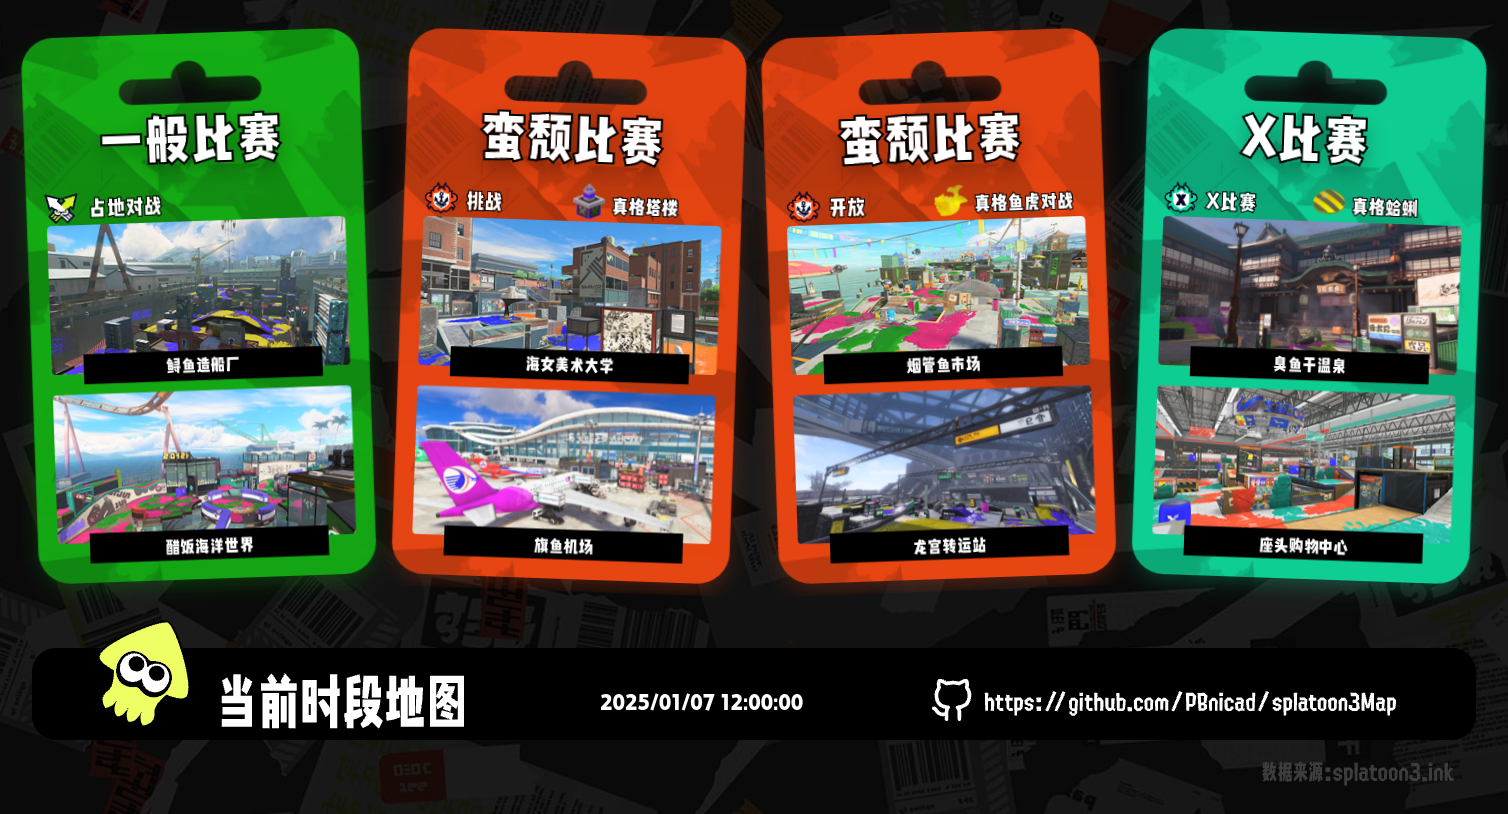 一般比赛
占地对战
鲟鱼造船厂
醋饭海洋世界
蛮颓比赛
挑战
真格塔楼
海女美术大学
旗鱼机场
蛮颓比赛
开放
真格鱼虎对战
烟管鱼市场
龙宫转运站
X比赛
X比赛
真格蛤蜊
臭鱼干温泉
座头购物中心
当前时段地图
2025/01/07 12:00:00
https://github.com/PBnicad/splatoon3Map
数据来源:splatoon3.ink